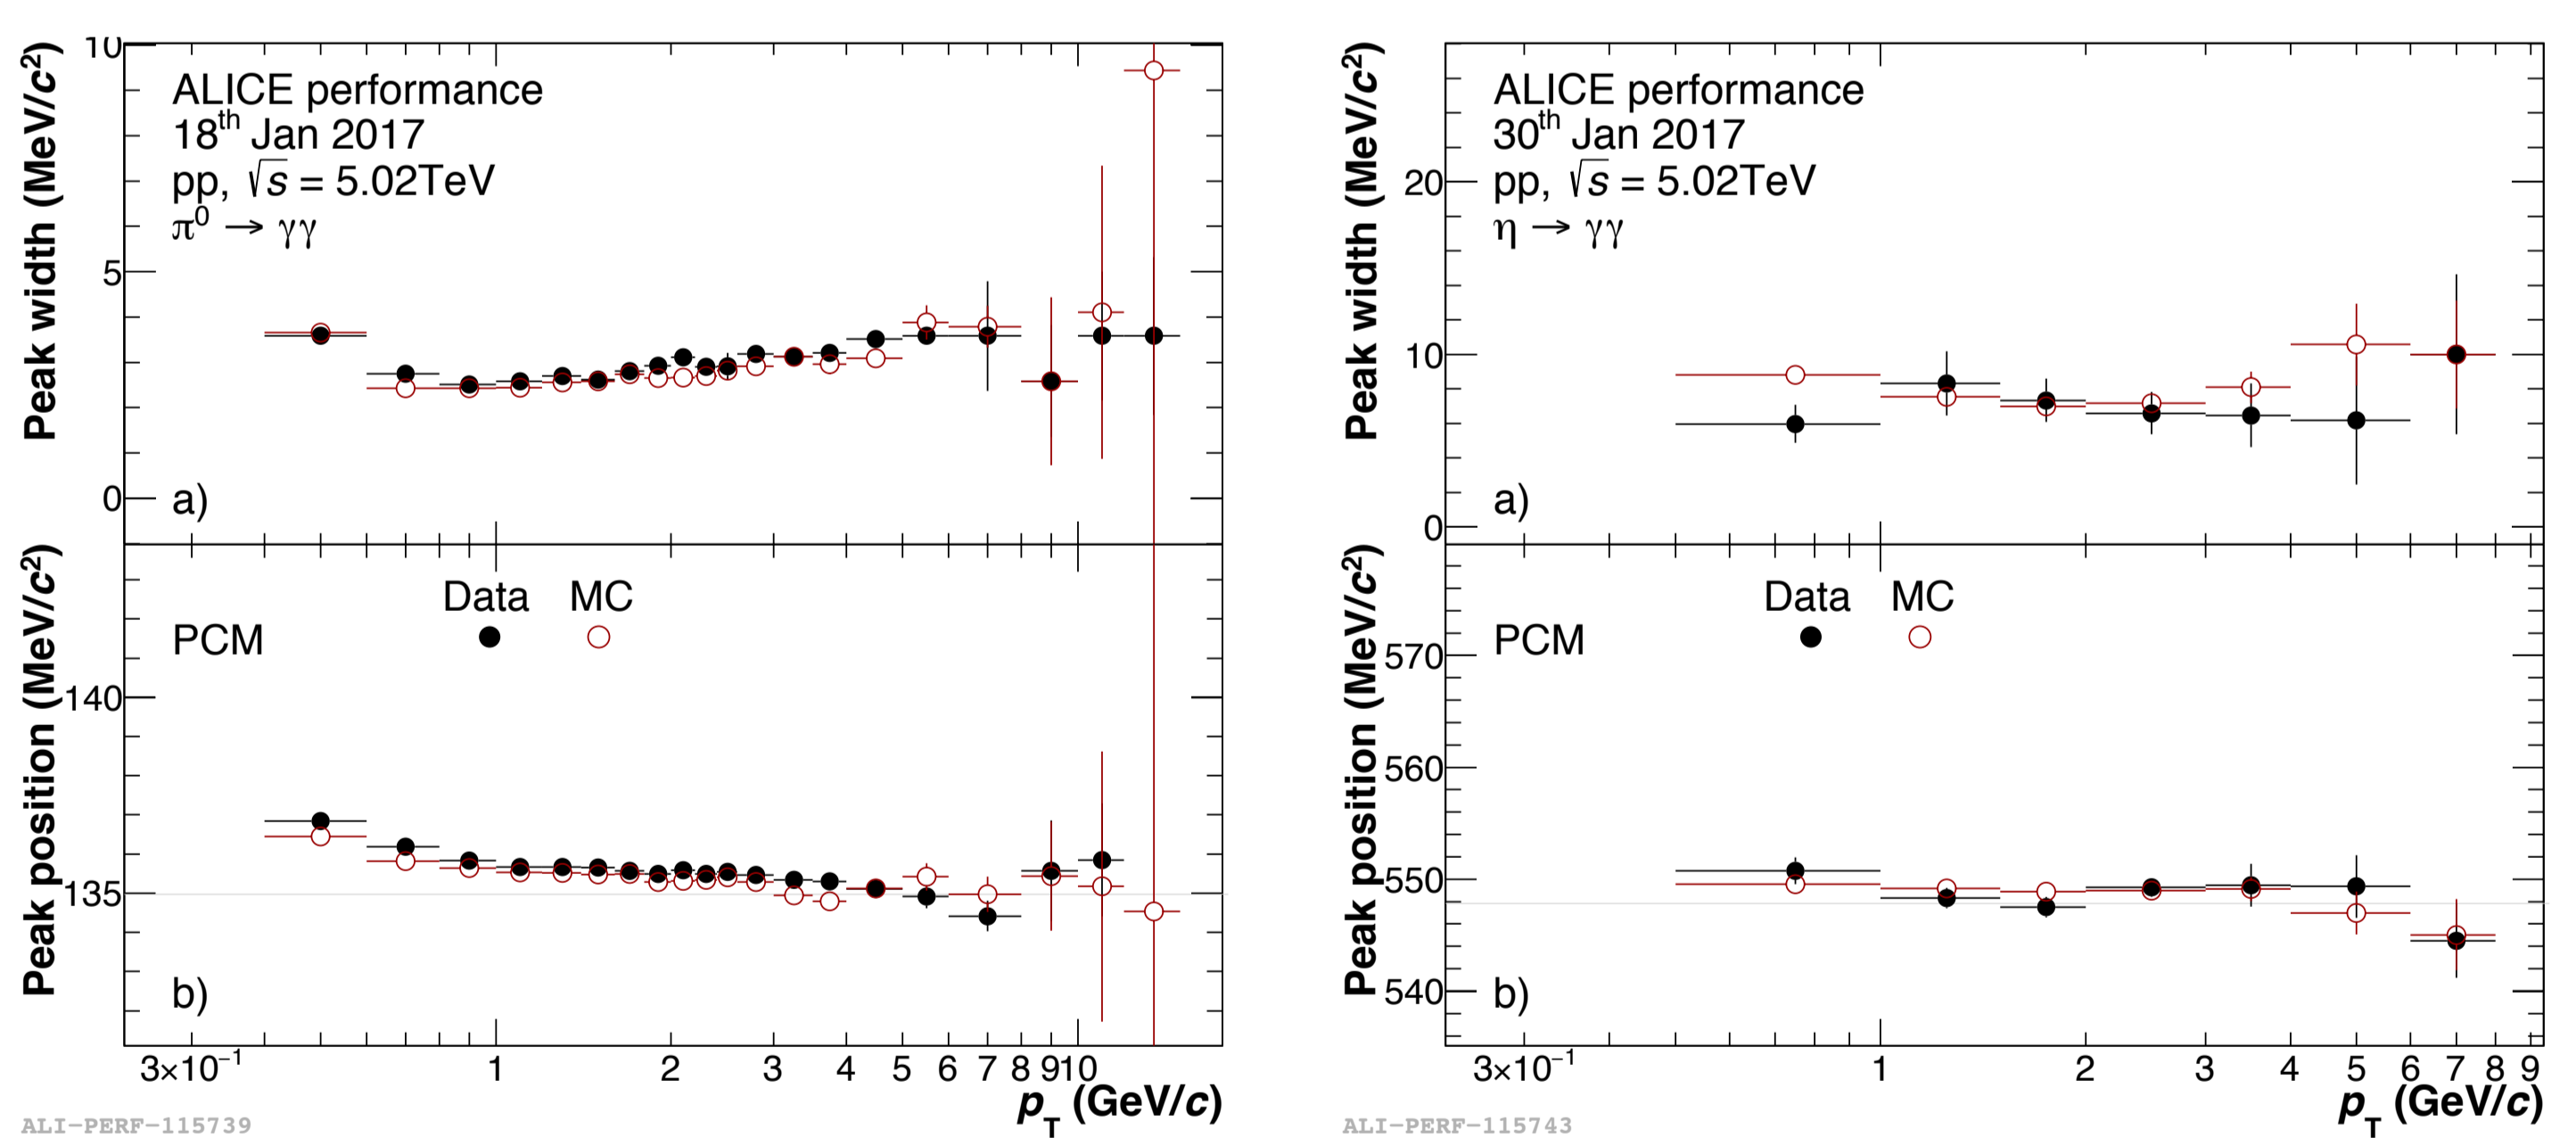 Peak width (MeV/c²)
10
5
0
ALICE performance
18th Jan 2017
pp, √s = 5.02TeV
π⁰ → γγ
a)
Peak position (MeV/c²)
140
135
Data MC
PCM
b)
3×10⁻¹ 1 2 3 4 5 6 7 8 910
pT (GeV/c)
ALI-PERF-115739
Peak width (MeV/c²)
20
10
0
ALICE performance
30th Jan 2017
pp, √s = 5.02TeV
η → γγ
a)
Peak position (MeV/c²)
570
560
550
540
Data MC
PCM
b)
3×10⁻¹ 1 2 3 4 5 6 7 8 9
pT (GeV/c)
ALI-PERF-115743